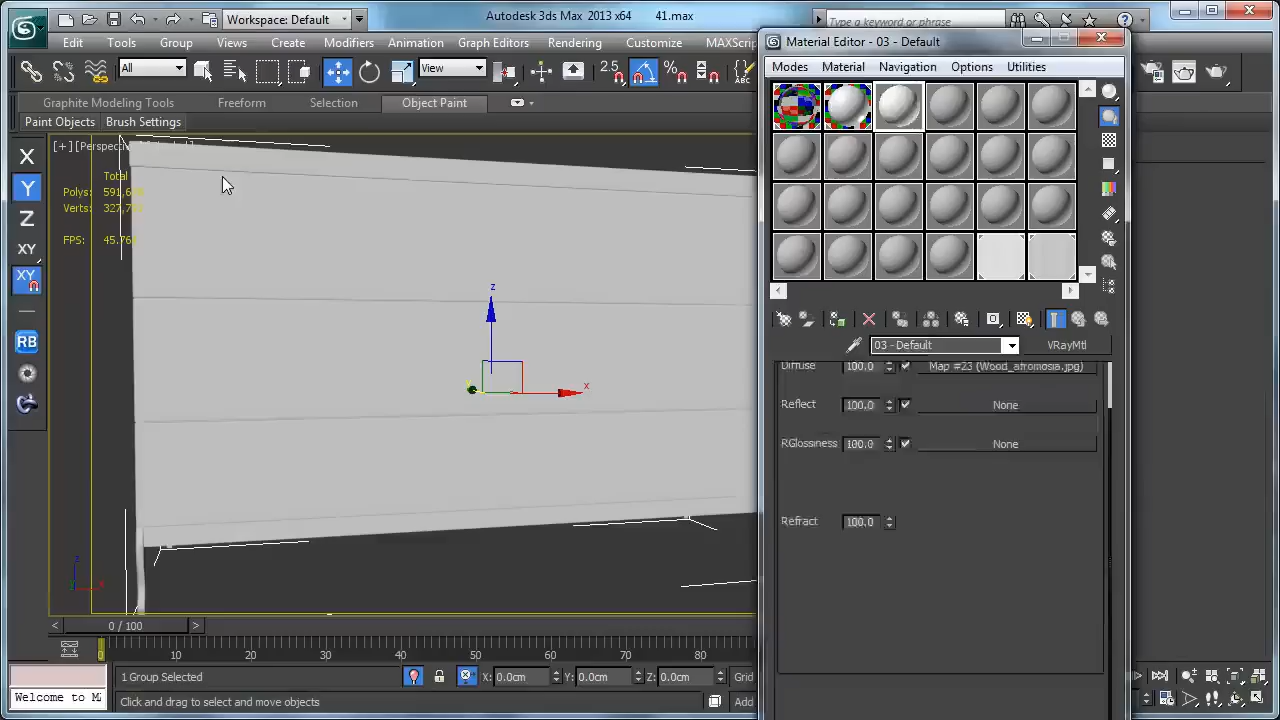 Workspace: Default
Autodesk 3ds Max 2013 x64 41.max
Type a keyword or phrase
Edit Tools Group Views Create Animation Graph Editors Rendering Customize MAXScr
All
View
2.5
Graphite Modeling Tools Freeform Selection Object Paint
Paint Objects Brush Settings
X
Y
Z
XY
XY
RB
Total
Polys:
Verts:
FPS:
z
x
0 / 100
0 10 20 30 40 50 60 70 80
1 Group Selected X: 0.0cm Y: 0.0cm Z: 0.0cm Grid
Click and drag to select and move objects Add
Material Editor - 03 - Default
Modes Material Navigation Options Utilities
03 - Default VRayMtl
Diffuse 100.0 Map #23 (Wood_afromosia.jpg)
Reflect 100.0 None
RGlossiness 100.0 None
Refract 100.0